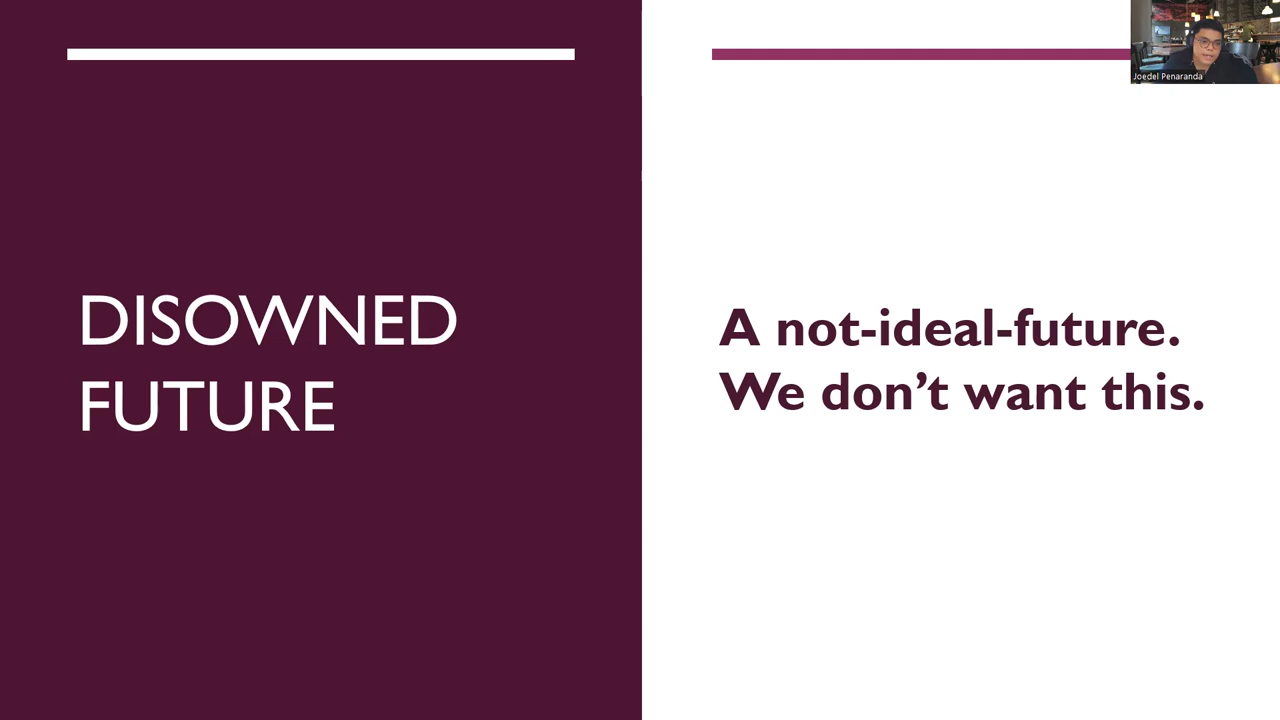 DISOWNED
FUTURE
A not-ideal-future.
We don’t want this.
Joedel Penaranda